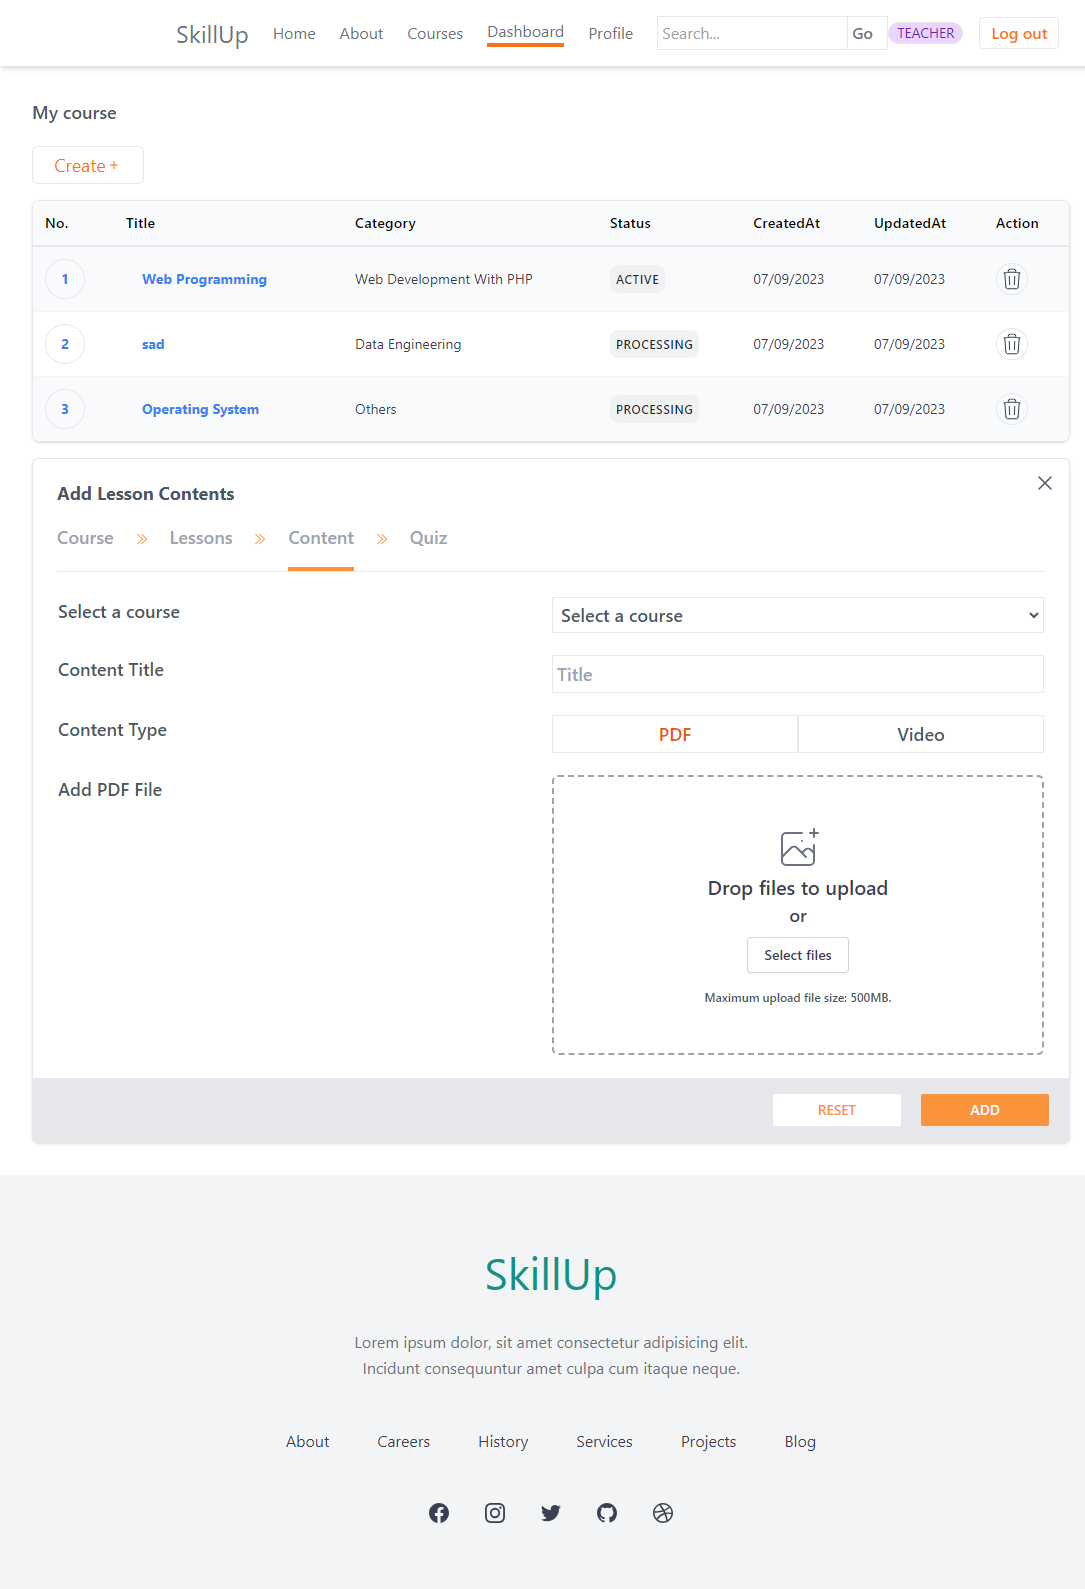 SkillUp Home About Courses Dashboard Profile Search... Go TEACHER Log out
My course
Create +
No. Title Category Status CreatedAt UpdatedAt Action
1 Web Programming Web Development With PHP ACTIVE 07/09/2023 07/09/2023
2 sad Data Engineering PROCESSING 07/09/2023 07/09/2023
3 Operating System Others PROCESSING 07/09/2023 07/09/2023
Add Lesson Contents
Course Lessons Content Quiz
Select a course Select a course
Content Title Title
Content Type PDF Video
Add PDF File
Drop files to upload
or
Select files
Maximum upload file size: 500MB.
RESET ADD
SkillUp
Lorem ipsum dolor, sit amet consectetur adipisicing elit.
Incidunt consequuntur amet culpa cum itaque neque.
About Careers History Services Projects Blog